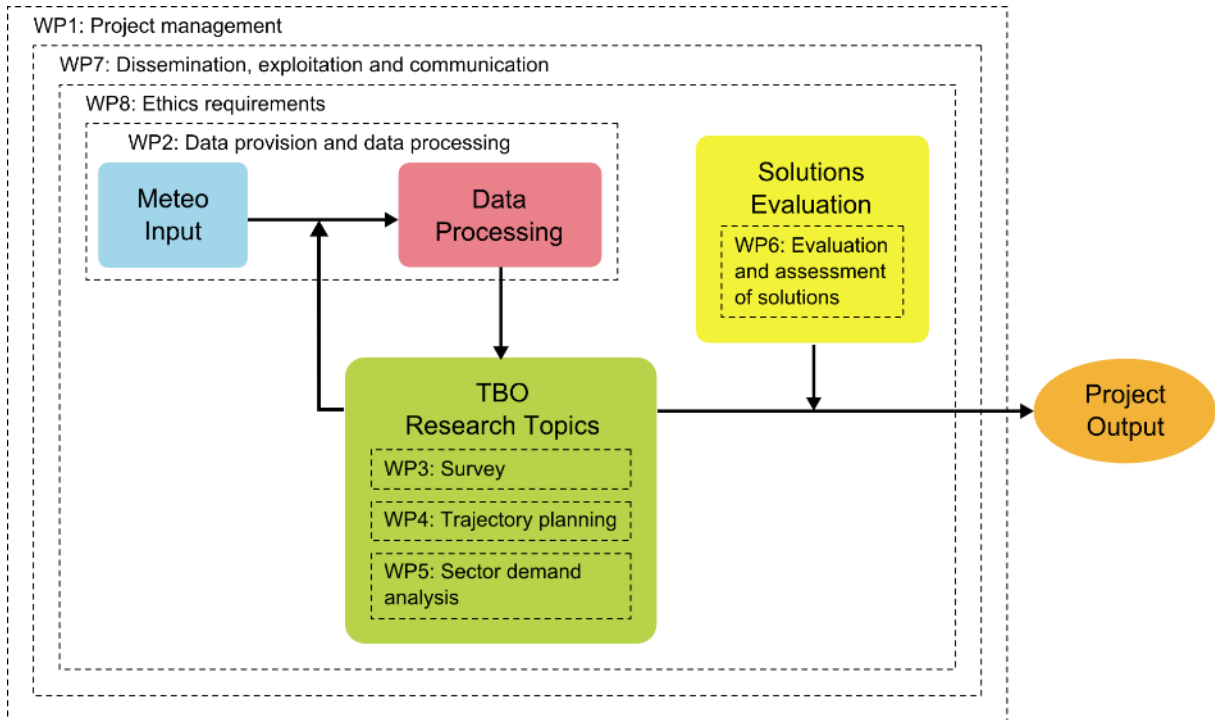 WP1: Project management
WP7: Dissemination, exploitation and communication
WP8: Ethics requirements
WP2: Data provision and data processing
Meteo
Input
Data
Processing
Solutions
Evaluation
WP6: Evaluation
and assessment
of solutions
TBO
Research Topics
WP3: Survey
WP4: Trajectory planning
WP5: Sector demand
analysis
Project
Output